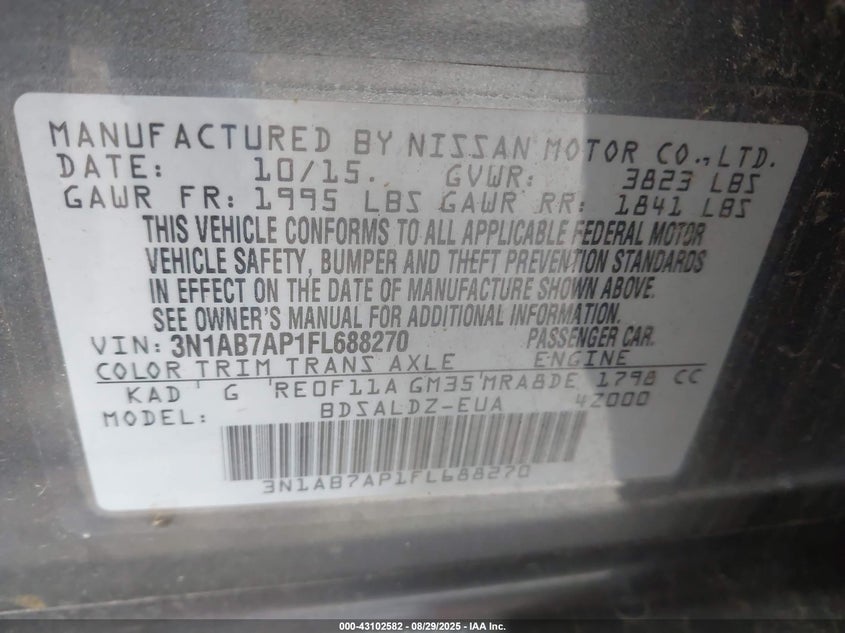 MANUFACTURED BY NISSAN MOTOR CO.,LTD.
DATE: 10/15. GVWR: 3823 LBS
GAWR FR: 1995 LBS GAWR RR: 1841 LBS
THIS VEHICLE CONFORMS TO ALL APPLICABLE FEDERAL MOTOR
VEHICLE SAFETY, BUMPER AND THEFT PREVENTION STANDARDS
IN EFFECT ON THE DATE OF MANUFACTURE SHOWN ABOVE.
SEE OWNER'S MANUAL FOR ADDITIONAL INFORMATION.
VIN: 3N1AB7AP1FL688270 PASSENGER CAR.
COLOR TRIM TRANS AXLE ENGINE
KAD G RE0F11A GM35 MRA8DE 1798 CC
MODEL: BDSALDZ-EUA 4Z000
3N1AB7AP1FL688270
000-43102582 - 08/29/2025 - IAA Inc.